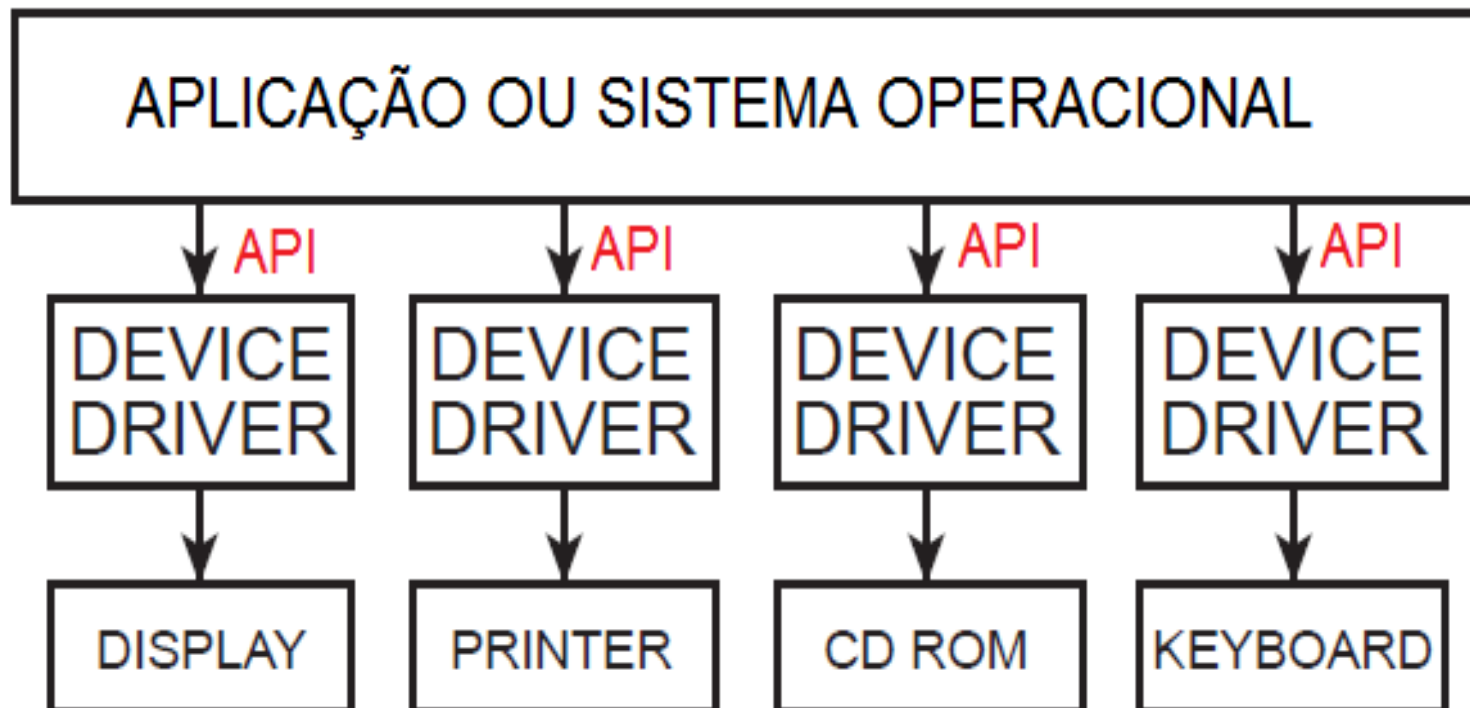 APLICAÇÃO OU SISTEMA OPERACIONAL
API API API API
DEVICE DEVICE DEVICE DEVICE
DRIVER DRIVER DRIVER DRIVER
DISPLAY PRINTER CD ROM KEYBOARD